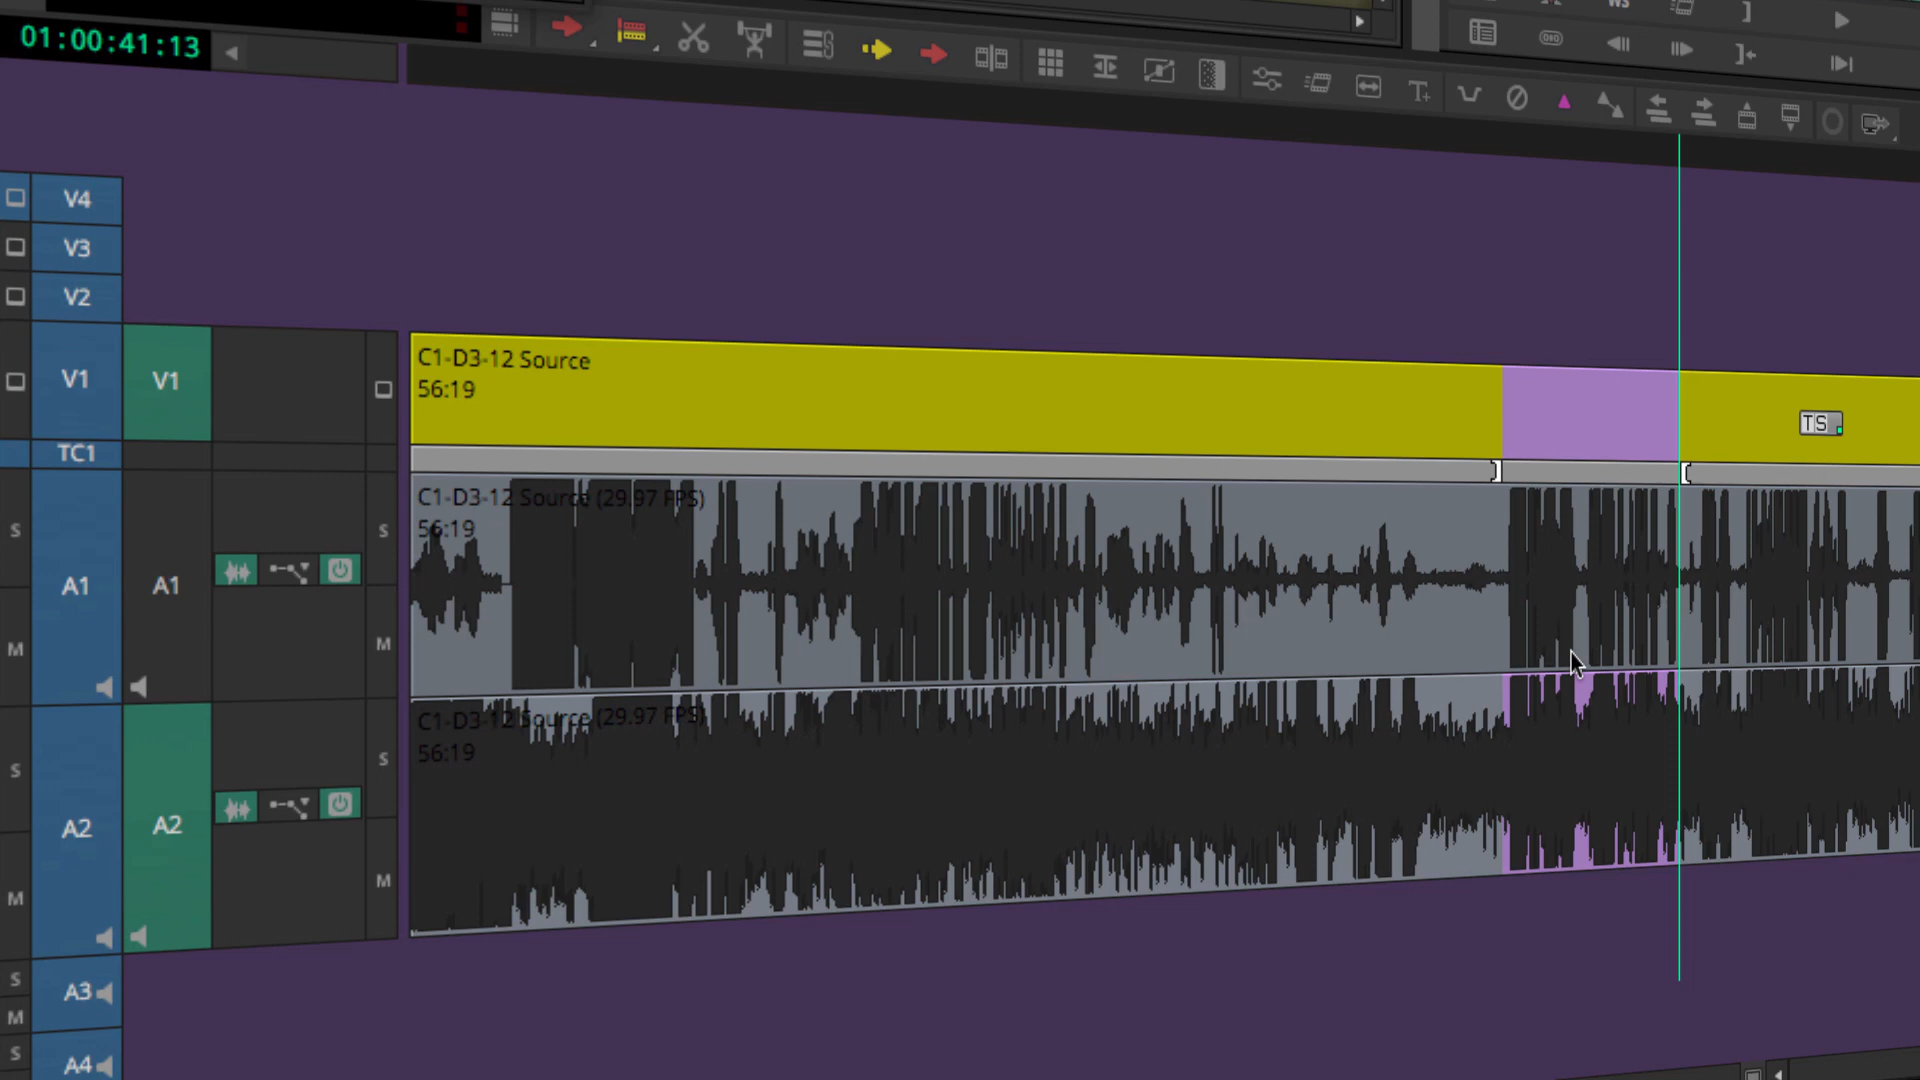 01:00:41:13
T+
V4
V3
V2
V1 V1
C1-D3-12 Source
56:19
TS
TC1
C1-D3-12 Source (29.97 FPS)
56:19
S S
A1 A1
M M
C1-D3-12 Source (29.97 FPS)
56:19
S S
A2 A2
M M
S
A3
M
S
A4